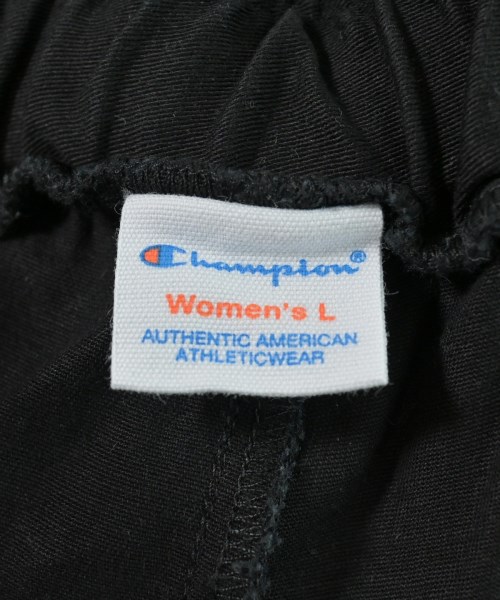 Champion®
Women's L
AUTHENTIC AMERICAN
ATHLETICWEAR